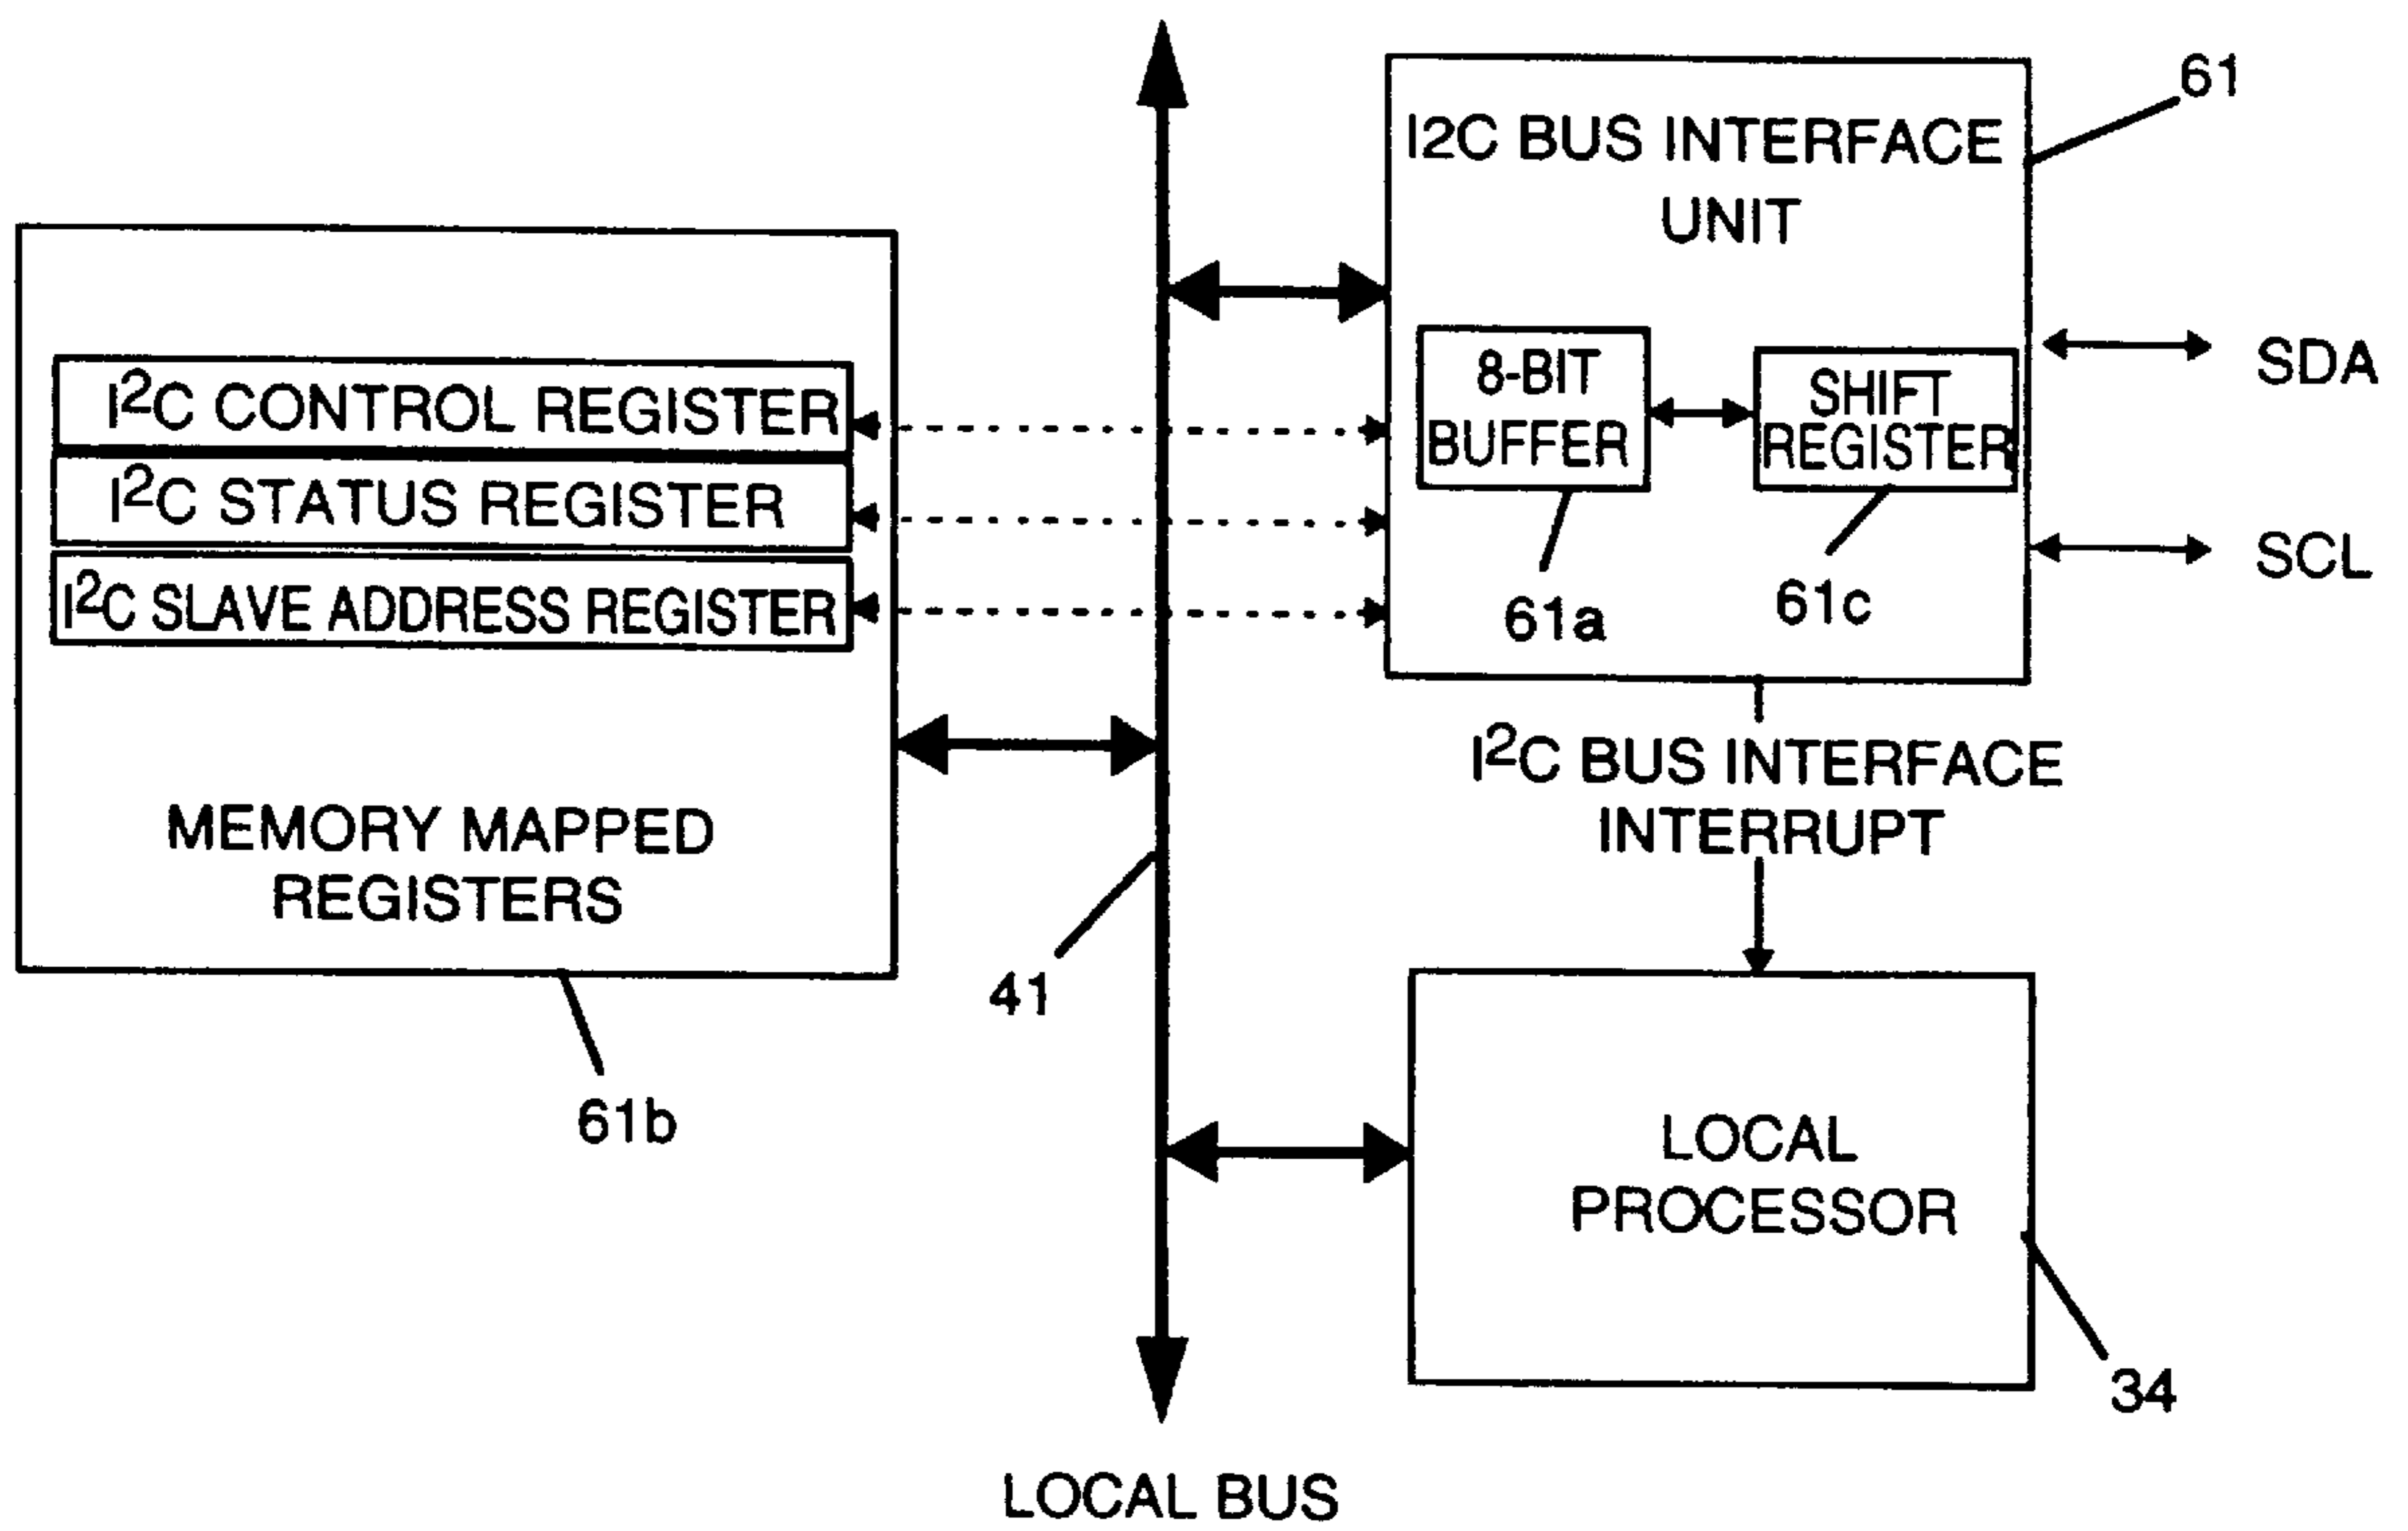 61
I2C BUS INTERFACE
UNIT
I²C CONTROL REGISTER
I²C STATUS REGISTER
I²C SLAVE ADDRESS REGISTER
MEMORY MAPPED
REGISTERS
61b
8-BIT
BUFFER
61a
SHIFT
REGISTER
61c
SDA
SCL
I²C BUS INTERFACE
INTERRUPT
41
LOCAL
PROCESSOR
34
LOCAL BUS